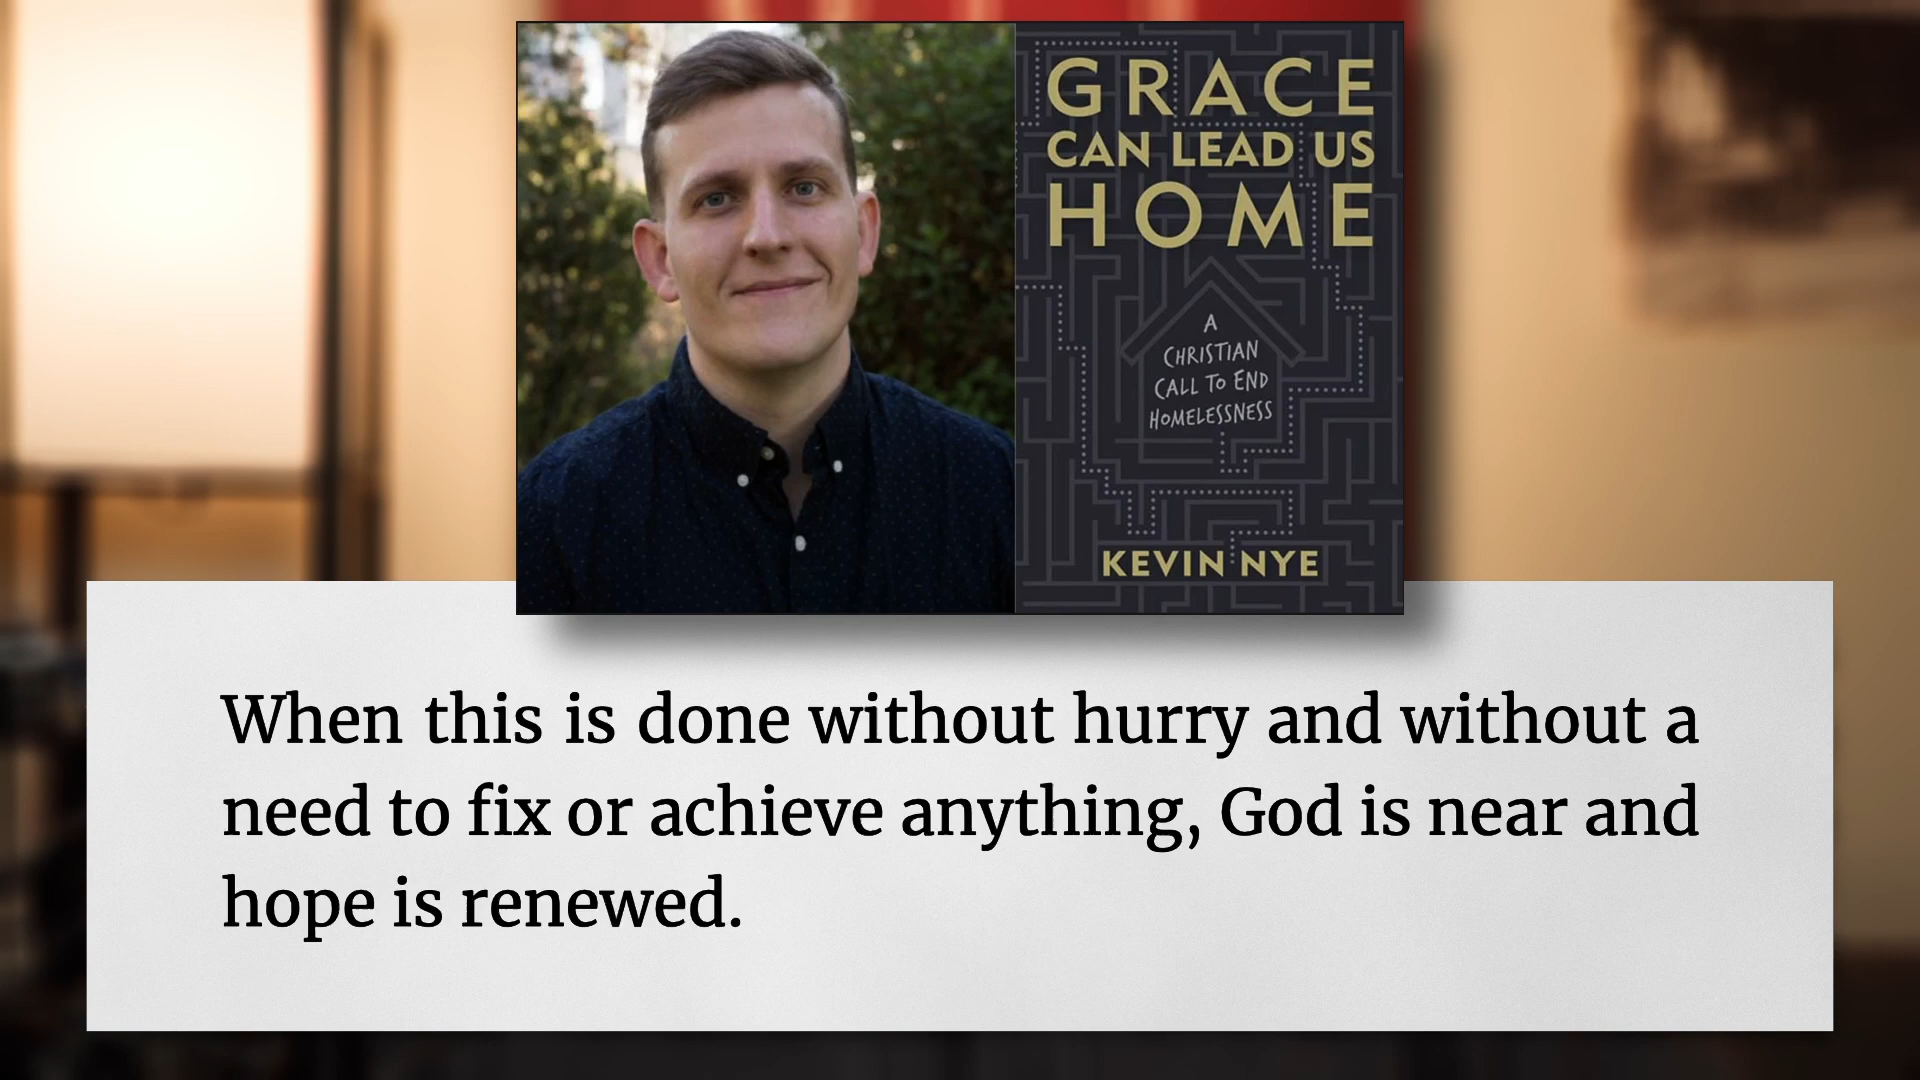 GRACE
CAN LEAD US
HOME
A
CHRISTIAN
CALL TO END
HOMELESSNESS
KEVIN NYE
When this is done without hurry and without a
need to fix or achieve anything, God is near and
hope is renewed.